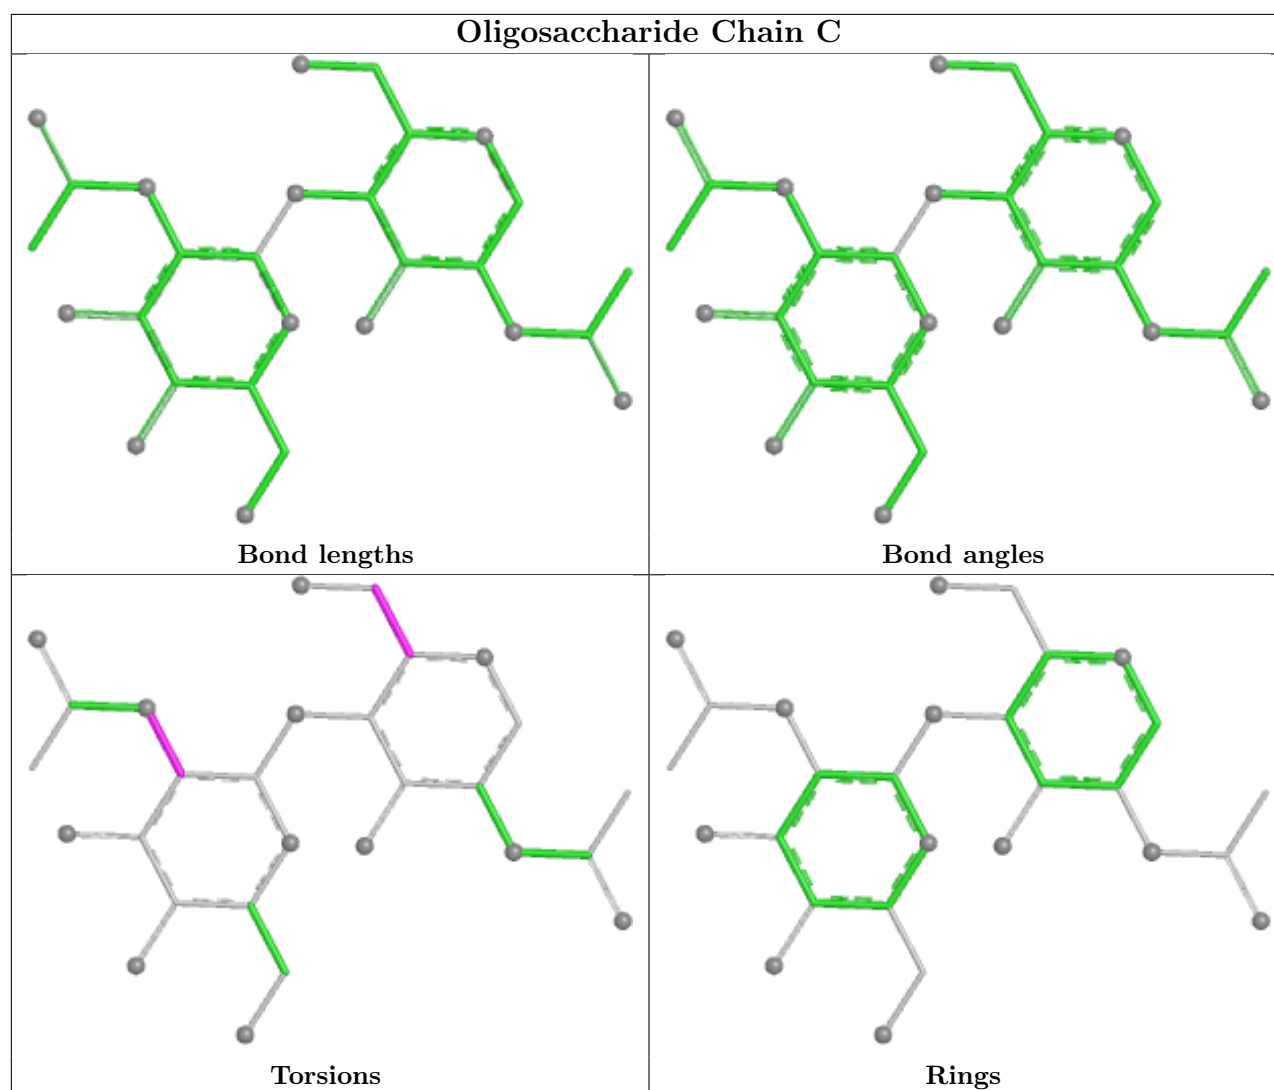 Oligosaccharide Chain C
Bond lengths
Bond angles
Torsions
Rings